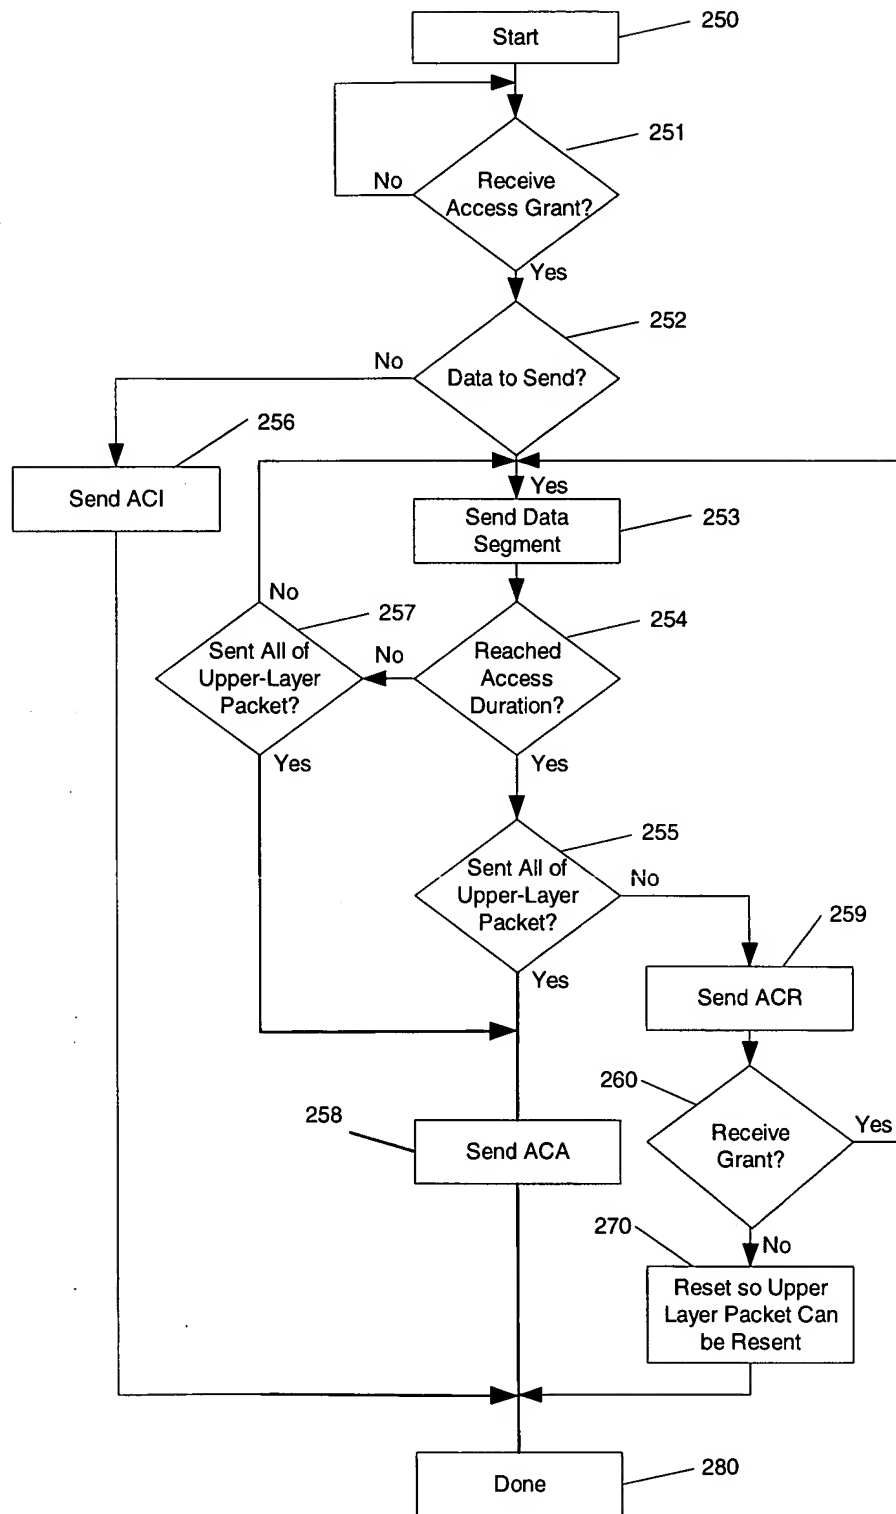 Start
250
251
No
Receive
Access Grant?
Yes
252
No
Data to Send?
256
Send ACI
Yes
Send Data
Segment
253
No
257
254
Sent All of
Upper-Layer
Packet?
No
Reached
Access
Duration?
Yes
Yes
255
Sent All of
Upper-Layer
Packet?
No
259
Yes
Send ACR
260
258
Send ACA
Receive
Grant?
Yes
270
No
Reset so Upper
Layer Packet Can
be Resent
Done
280